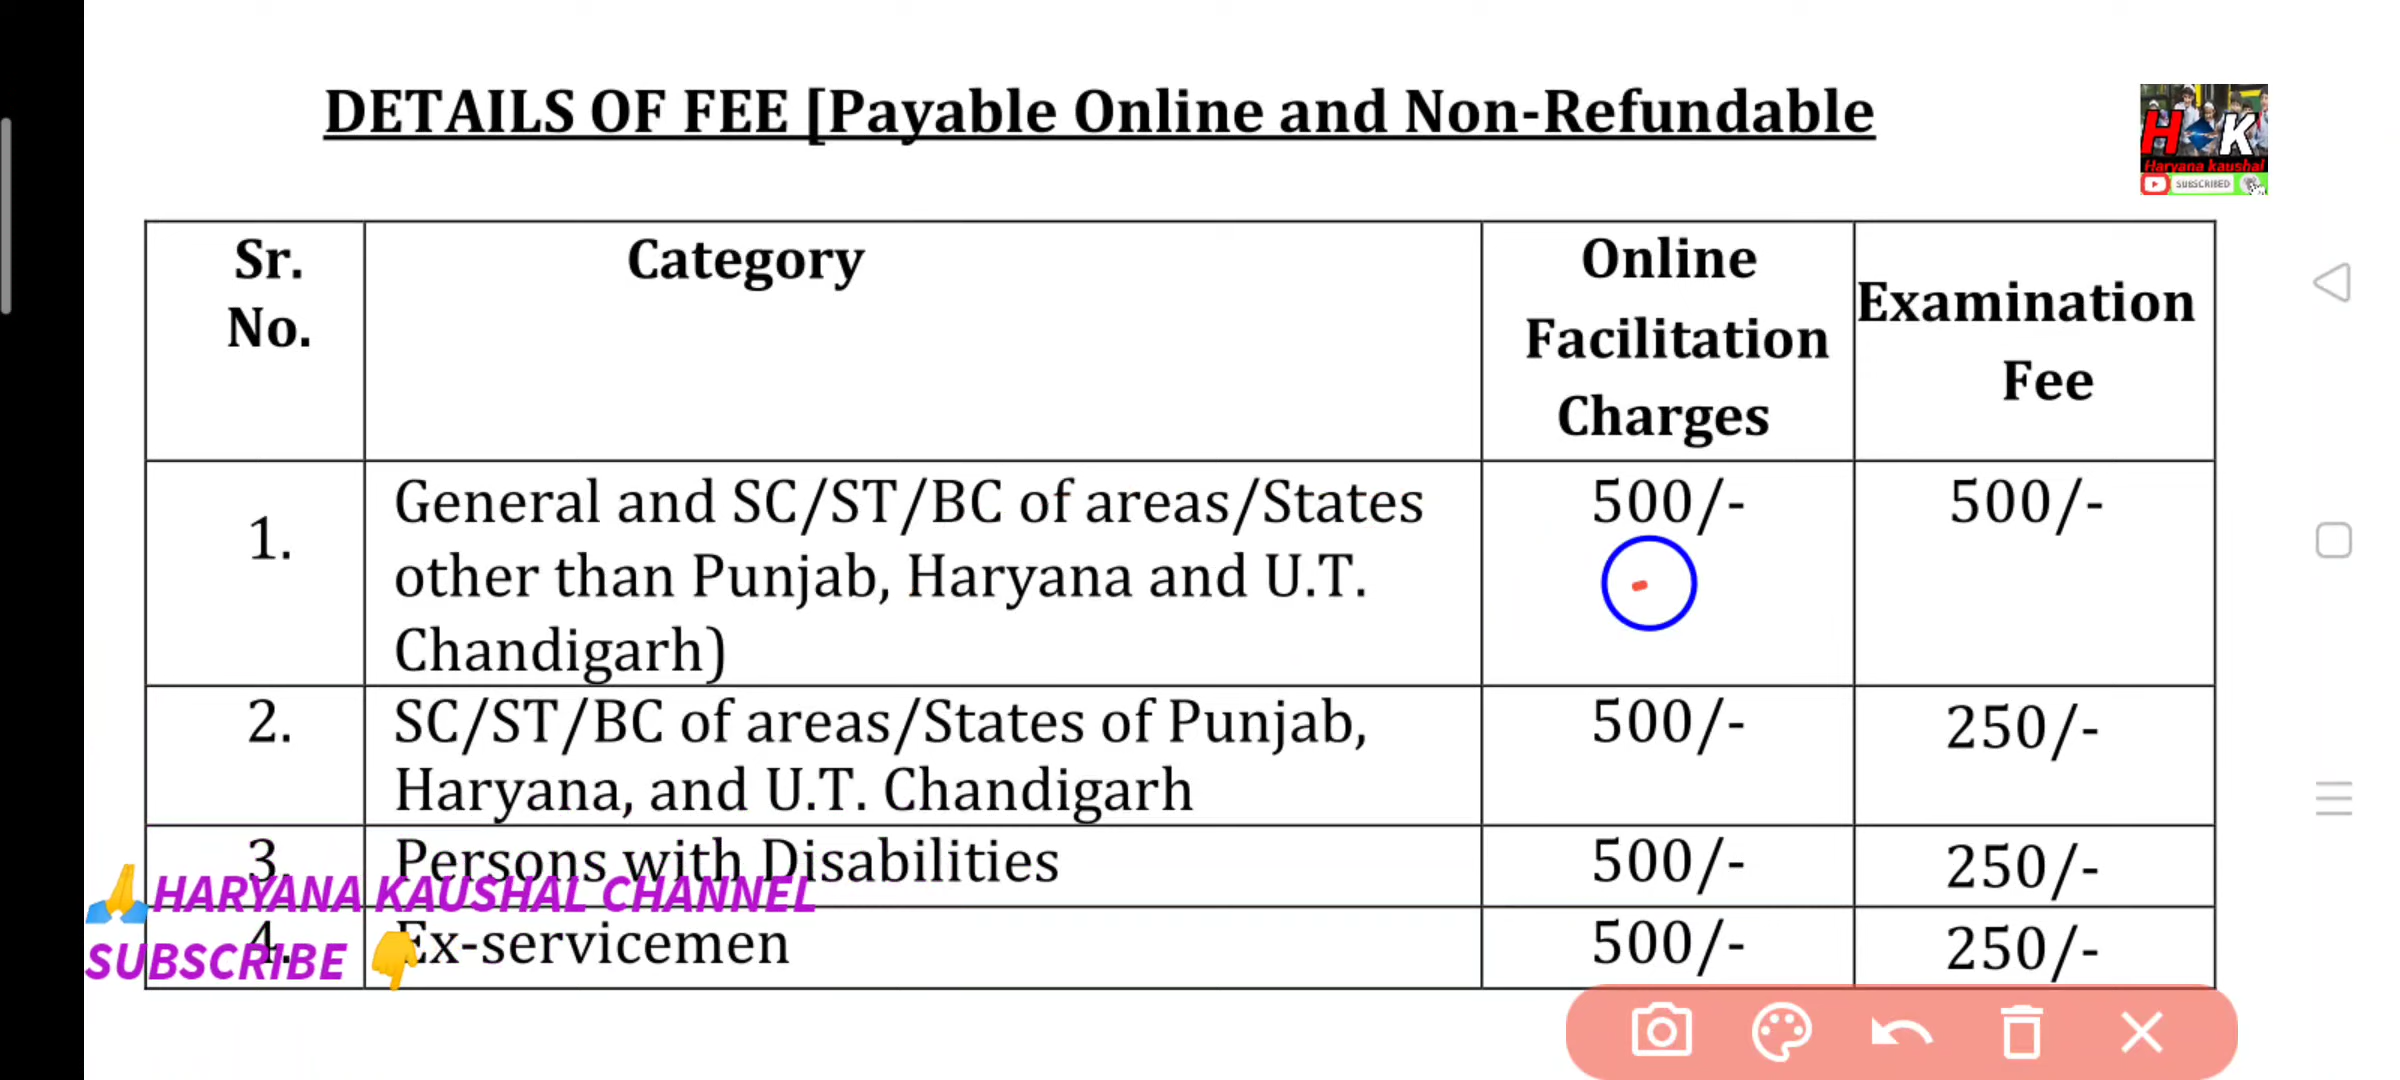 DETAILS OF FEE [Payable Online and Non-Refundable
H K
Haryana kaushal
SUBSCRIBED
Sr.
No.
Category
Online
Facilitation
Charges
Examination
Fee
1.
General and SC/ST/BC of areas/States
other than Punjab, Haryana and U.T.
Chandigarh)
500/-
500/-
2.
SC/ST/BC of areas/States of Punjab,
Haryana, and U.T. Chandigarh
500/-
250/-
3.
Persons with Disabilities
500/-
250/-
🙏HARYANA KAUSHAL CHANNEL
4.
Ex-servicemen
500/-
250/-
SUBSCRIBE 👇